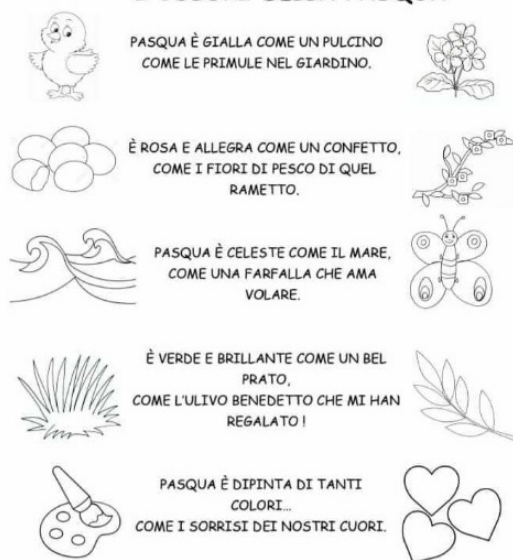 PASQUA È GIALLA COME UN PULCINO
COME LE PRIMULE NEL GIARDINO.
È ROSA E ALLEGRA COME UN CONFETTO,
COME I FIORI DI PESCO DI QUEL
RAMETTO.
PASQUA È CELESTE COME IL MARE,
COME UNA FARFALLA CHE AMA
VOLARE.
È VERDE E BRILLANTE COME UN BEL
PRATO,
COME L'ULIVO BENEDETTO CHE MI HAN
REGALATO !
PASQUA È DIPINTA DI TANTI
COLORI...
COME I SORRISI DEI NOSTRI CUORI.